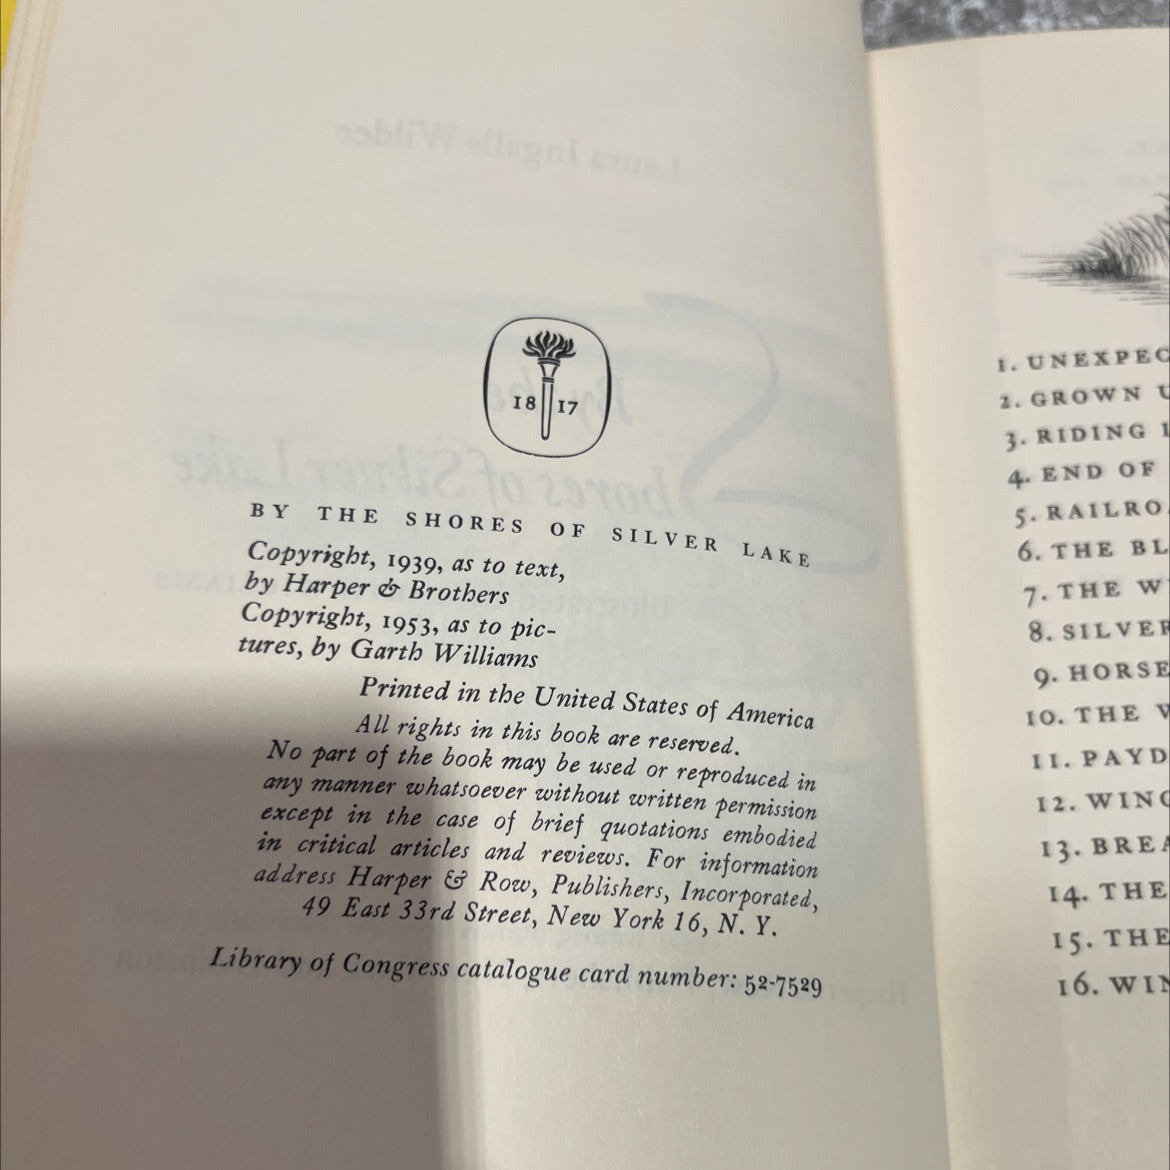 18 17
BY THE SHORES OF SILVER LAKE
Copyright, 1939, as to text,
by Harper & Brothers
Copyright, 1953, as to pic-
tures, by Garth Williams
Printed in the United States of America
All rights in this book are reserved.
No part of the book may be used or reproduced in
any manner whatsoever without written permission
except in the case of brief quotations embodied
in critical articles and reviews. For information
address Harper & Row, Publishers, Incorporated,
49 East 33rd Street, New York 16, N. Y.
Library of Congress catalogue card number: 52-7529
1. UNEXPEC
2. GROWN U
3. RIDING I
4. END OF
5. RAILRO
6. THE BL
7. THE W
8. SILVER
9. HORSE
10. THE
11. PAYD
12. WING
13. BREA
14. THE
15. THE
16. WIN